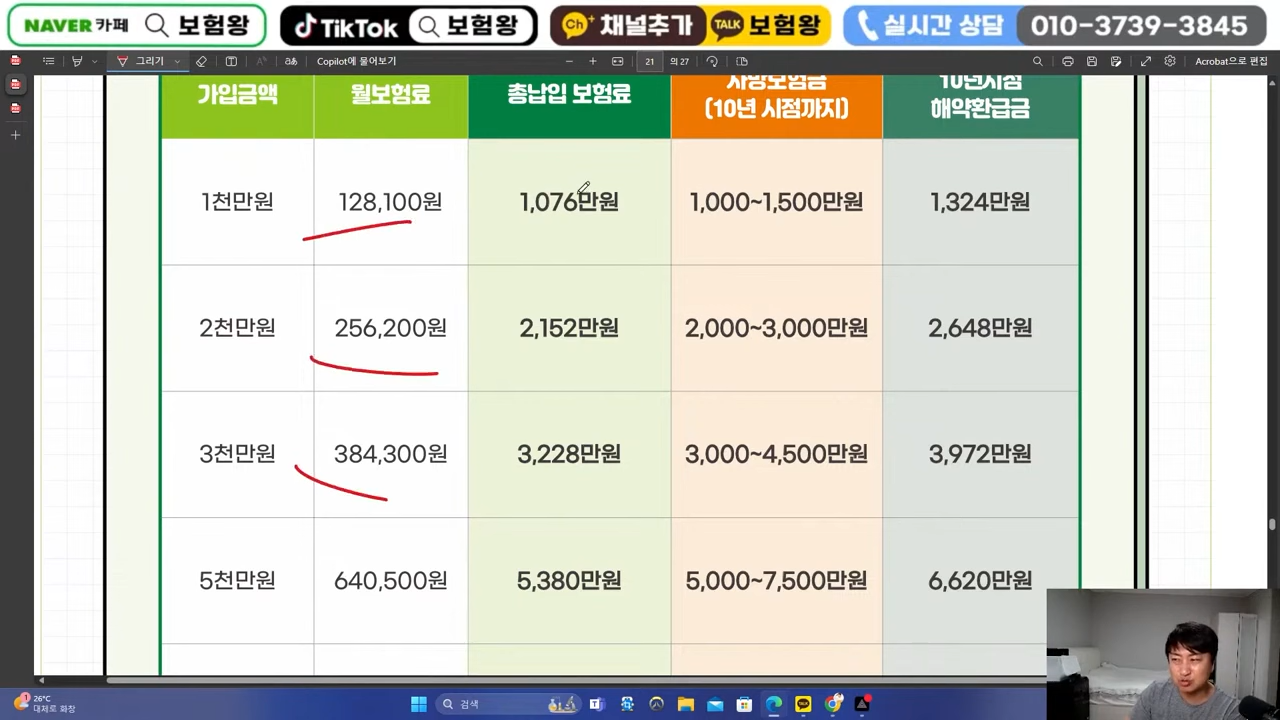 NAVER 카페 보험왕
TikTok 보험왕
Ch+ 채널추가 TALK 보험왕
실시간 상담 010-3739-3845
그리기 Copilot에 물어보기 21 의 27 Acrobat으로 편집
가입금액 월보험료 총납입 보험료 사망보험금 (10년 시점까지) 10년시점 해약환급금
1천만원 128,100원 1,076만원 1,000~1,500만원 1,324만원
2천만원 256,200원 2,152만원 2,000~3,000만원 2,648만원
3천만원 384,300원 3,228만원 3,000~4,500만원 3,972만원
5천만원 640,500원 5,380만원 5,000~7,500만원 6,620만원
1 26°C
대체로 화창
검색